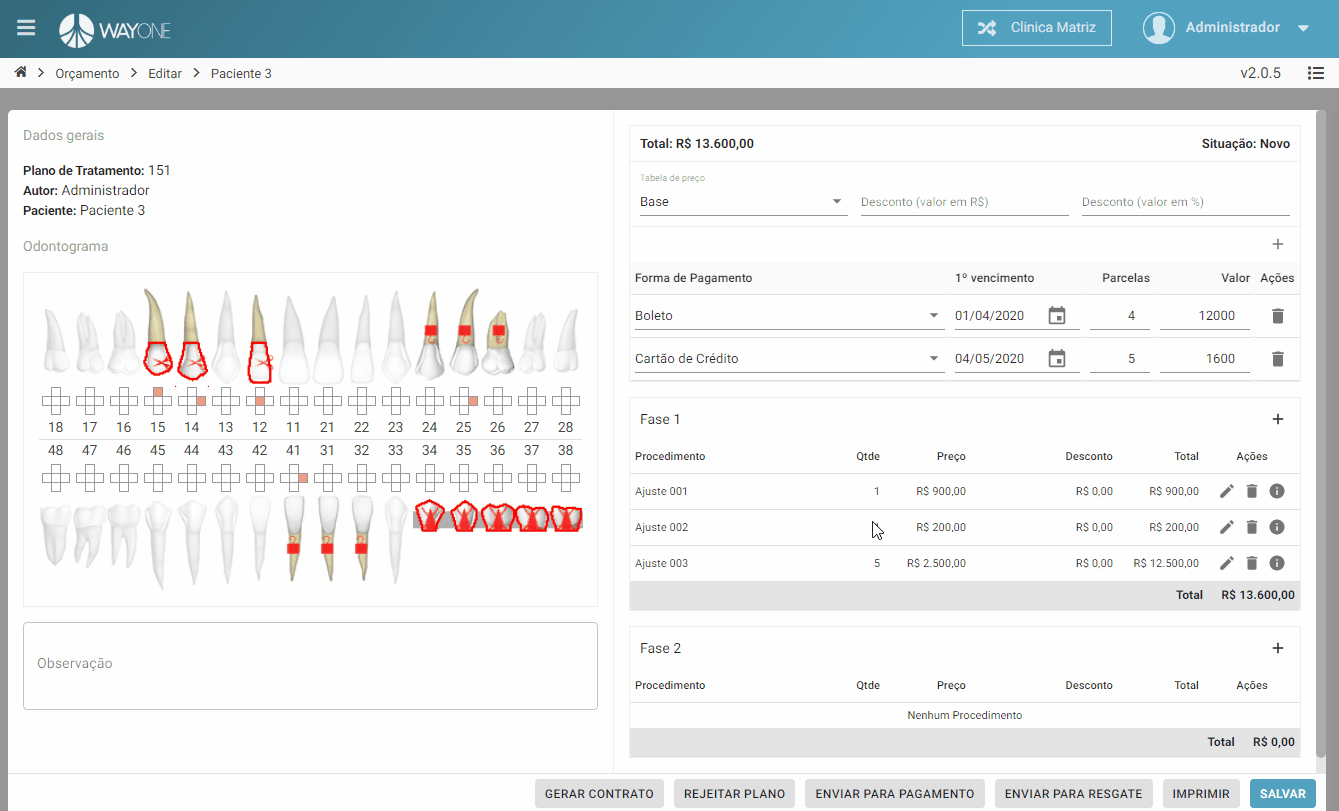 WAYONE
Clinica Matriz
Administrador
Orçamento > Editar > Paciente 3
v2.0.5
Dados gerais
Plano de Tratamento: 151
Autor: Administrador
Paciente: Paciente 3
Odontograma
18 17 16 15 14 13 12 11 21 22 23 24 25 26 27 28
48 47 46 45 44 43 42 41 31 32 33 34 35 36 37 38
Observação
Total: R$ 13.600,00 Situação: Novo
Tabela de preço
Base Desconto (valor em R$) Desconto (valor em %)
+
Forma de Pagamento 1º vencimento Parcelas Valor Ações
Boleto 01/04/2020 4 12000
Cartão de Crédito 04/05/2020 5 1600
Fase 1 +
Procedimento Qtde Preço Desconto Total Ações
Ajuste 001 1 R$ 900,00 R$ 0,00 R$ 900,00
Ajuste 002 R$ 200,00 R$ 0,00 R$ 200,00
Ajuste 003 5 R$ 2.500,00 R$ 0,00 R$ 12.500,00
Total R$ 13.600,00
Fase 2 +
Procedimento Qtde Preço Desconto Total Ações
Nenhum Procedimento
Total R$ 0,00
GERAR CONTRATO REJEITAR PLANO ENVIAR PARA PAGAMENTO ENVIAR PARA RESGATE IMPRIMIR SALVAR